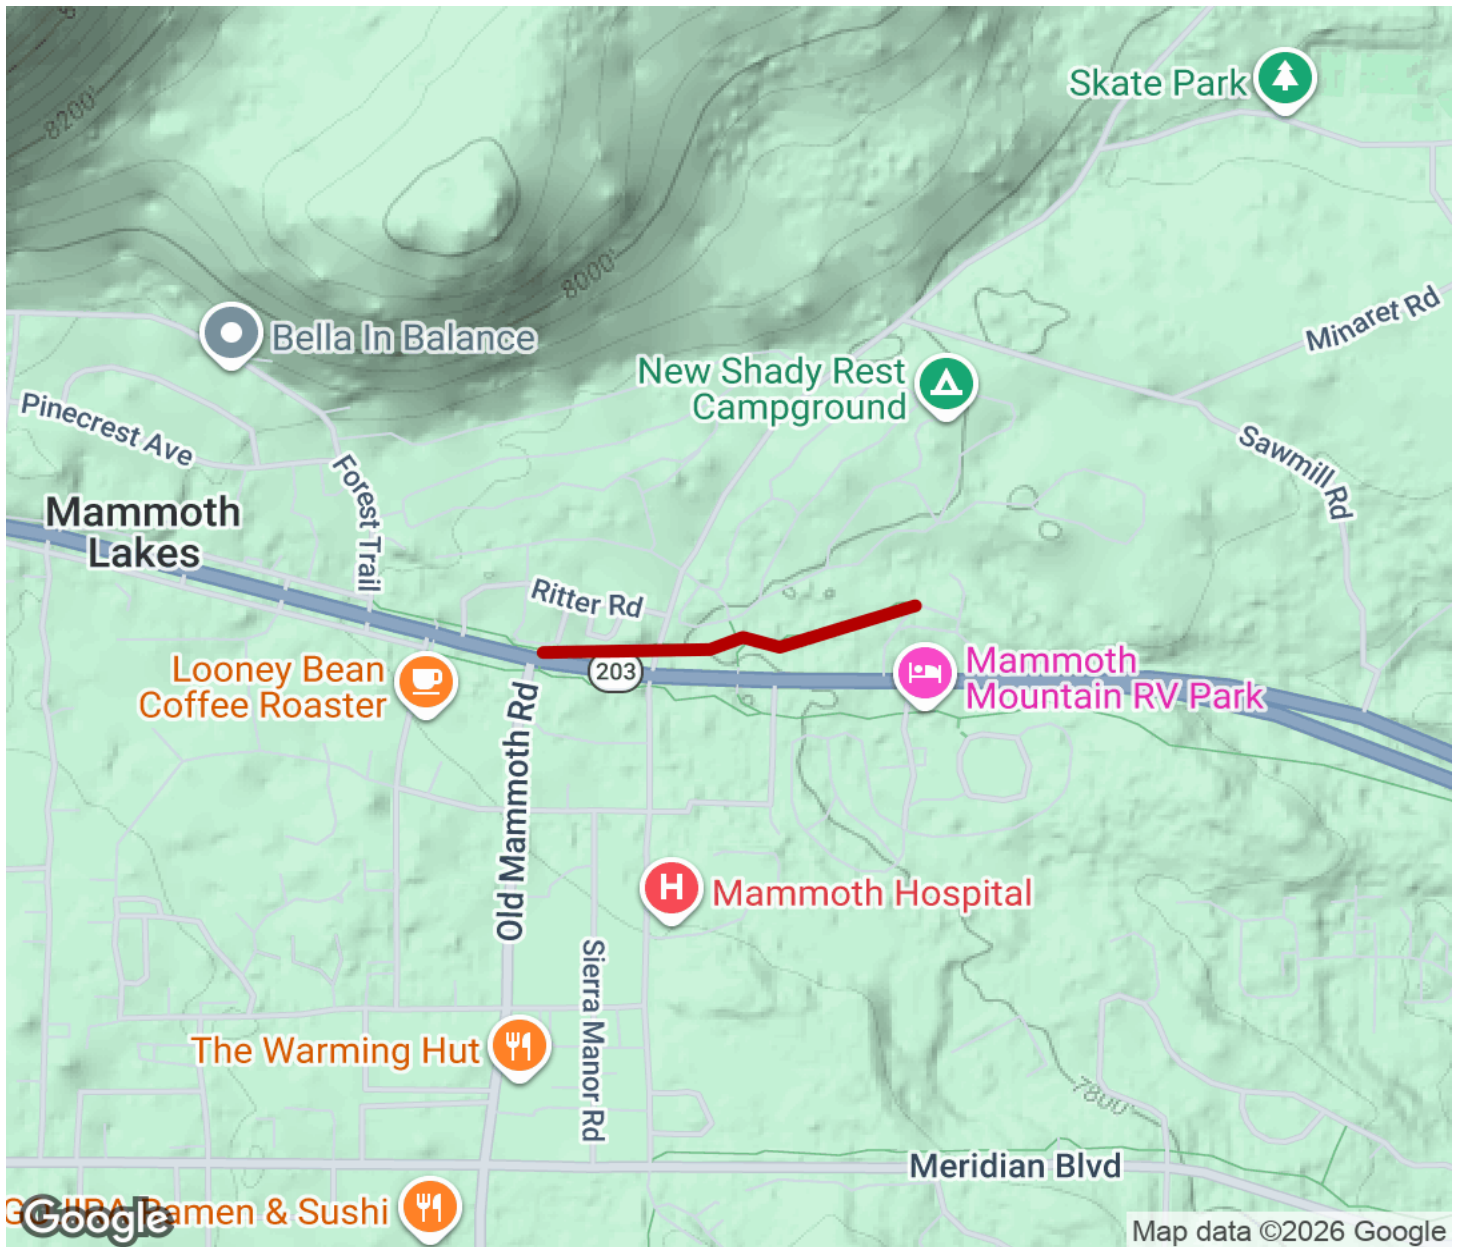 8200'
Skate Park
8000'
Bella In Balance
Minaret Rd
New Shady Rest
Campground
Pinecrest Ave
Forest Trail
Sawmill Rd
Mammoth
Lakes
Ritter Rd
203
Looney Bean
Coffee Roaster
Mammoth
Mountain RV Park
Old Mammoth Rd
H
Mammoth Hospital
Sierra Manor Rd
The Warming Hut
7800'
Meridian Blvd
Ramen & Sushi
Google
Map data ©2026 Google